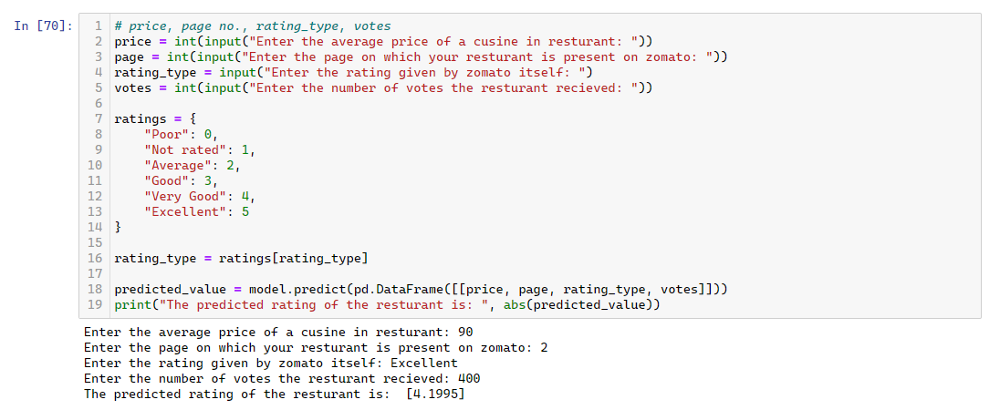 In [70]:
1 # price, page no., rating_type, votes
2 price = int(input("Enter the average price of a cusine in resturant: "))
3 page = int(input("Enter the page on which your resturant is present on zomato: "))
4 rating_type = input("Enter the rating given by zomato itself: ")
5 votes = int(input("Enter the number of votes the resturant recieved: "))
6
7 ratings = {
8     "Poor": 0,
9     "Not rated": 1,
10     "Average": 2,
11     "Good": 3,
12     "Very Good": 4,
13     "Excellent": 5
14 }
15
16 rating_type = ratings[rating_type]
17
18 predicted_value = model.predict(pd.DataFrame([[price, page, rating_type, votes]]))
19 print("The predicted rating of the resturant is: ", abs(predicted_value))
Enter the average price of a cusine in resturant: 90
Enter the page on which your resturant is present on zomato: 2
Enter the rating given by zomato itself: Excellent
Enter the number of votes the resturant recieved: 400
The predicted rating of the resturant is:  [4.1995]